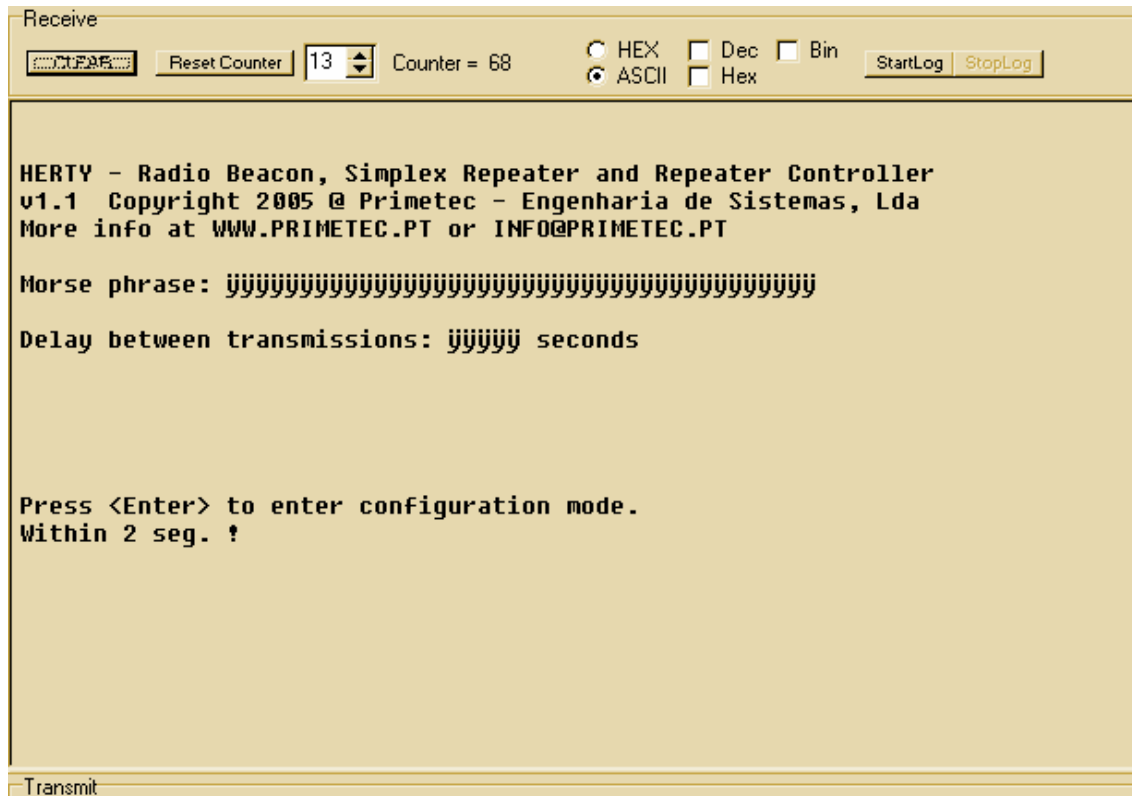 Receive
CLEAR Reset Counter 13 Counter = 68 HEX Dec Bin StartLog StopLog
ASCII Hex
HERTY - Radio Beacon, Simplex Repeater and Repeater Controller
v1.1 Copyright 2005 @ Primetec - Engenharia de Sistemas, Lda
More info at WWW.PRIMETEC.PT or INFO@PRIMETEC.PT
Morse phrase: ÿÿÿÿÿÿÿÿÿÿÿÿÿÿÿÿÿÿÿÿÿÿÿÿÿÿÿÿÿÿÿÿÿÿÿÿÿÿÿÿ
Delay between transmissions: ÿÿÿÿÿ seconds
Press <Enter> to enter configuration mode.
Within 2 seg. !
Transmit